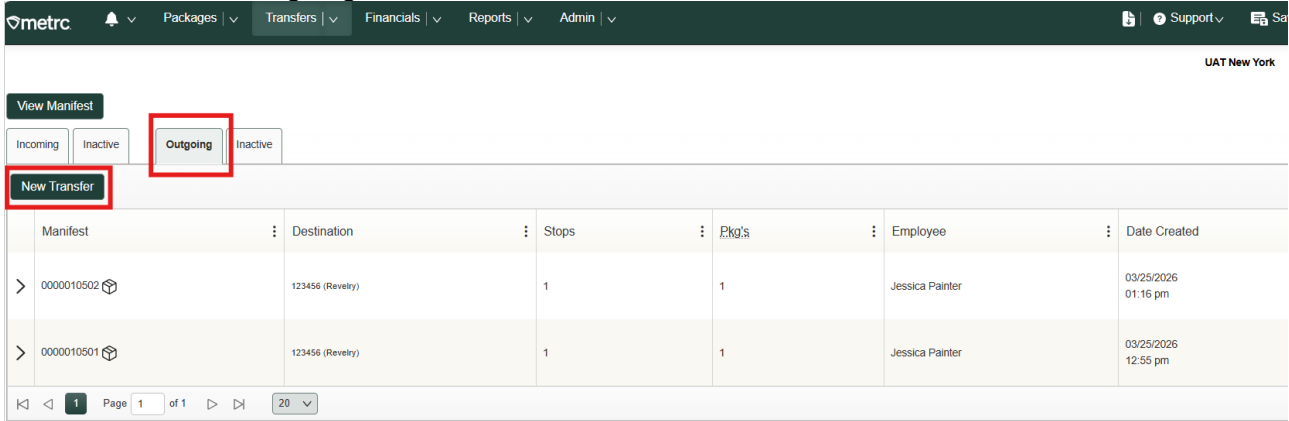 metrc Packages | Transfers | Financials | Reports | Admin | Support Sa
UAT New York
View Manifest
Incoming Inactive Outgoing Inactive
New Transfer
Manifest Destination Stops Pkg's Employee Date Created
0000010502 123456 (Revelry) 1 1 Jessica Painter 03/25/2026
01:16 pm
0000010501 123456 (Revelry) 1 1 Jessica Painter 03/25/2026
12:55 pm
1 Page 1 of 1 20